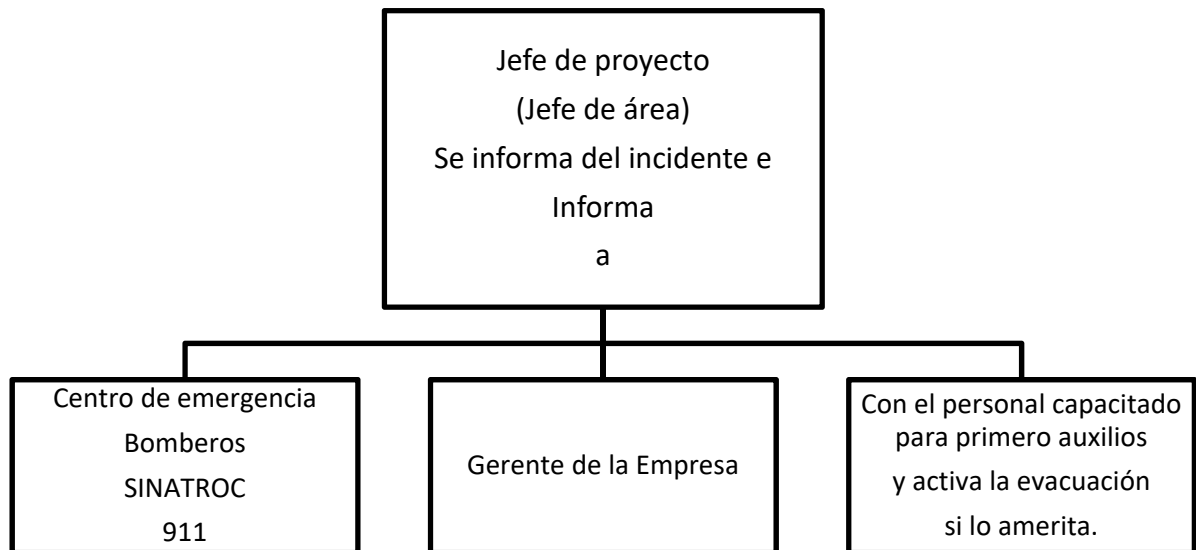 Jefe de proyecto
(Jefe de área)
Se informa del incidente e
Informa
a
Centro de emergencia
Bomberos
SINATROC
911
Gerente de la Empresa
Con el personal capacitado
para primero auxilios
y activa la evacuación
si lo amerita.